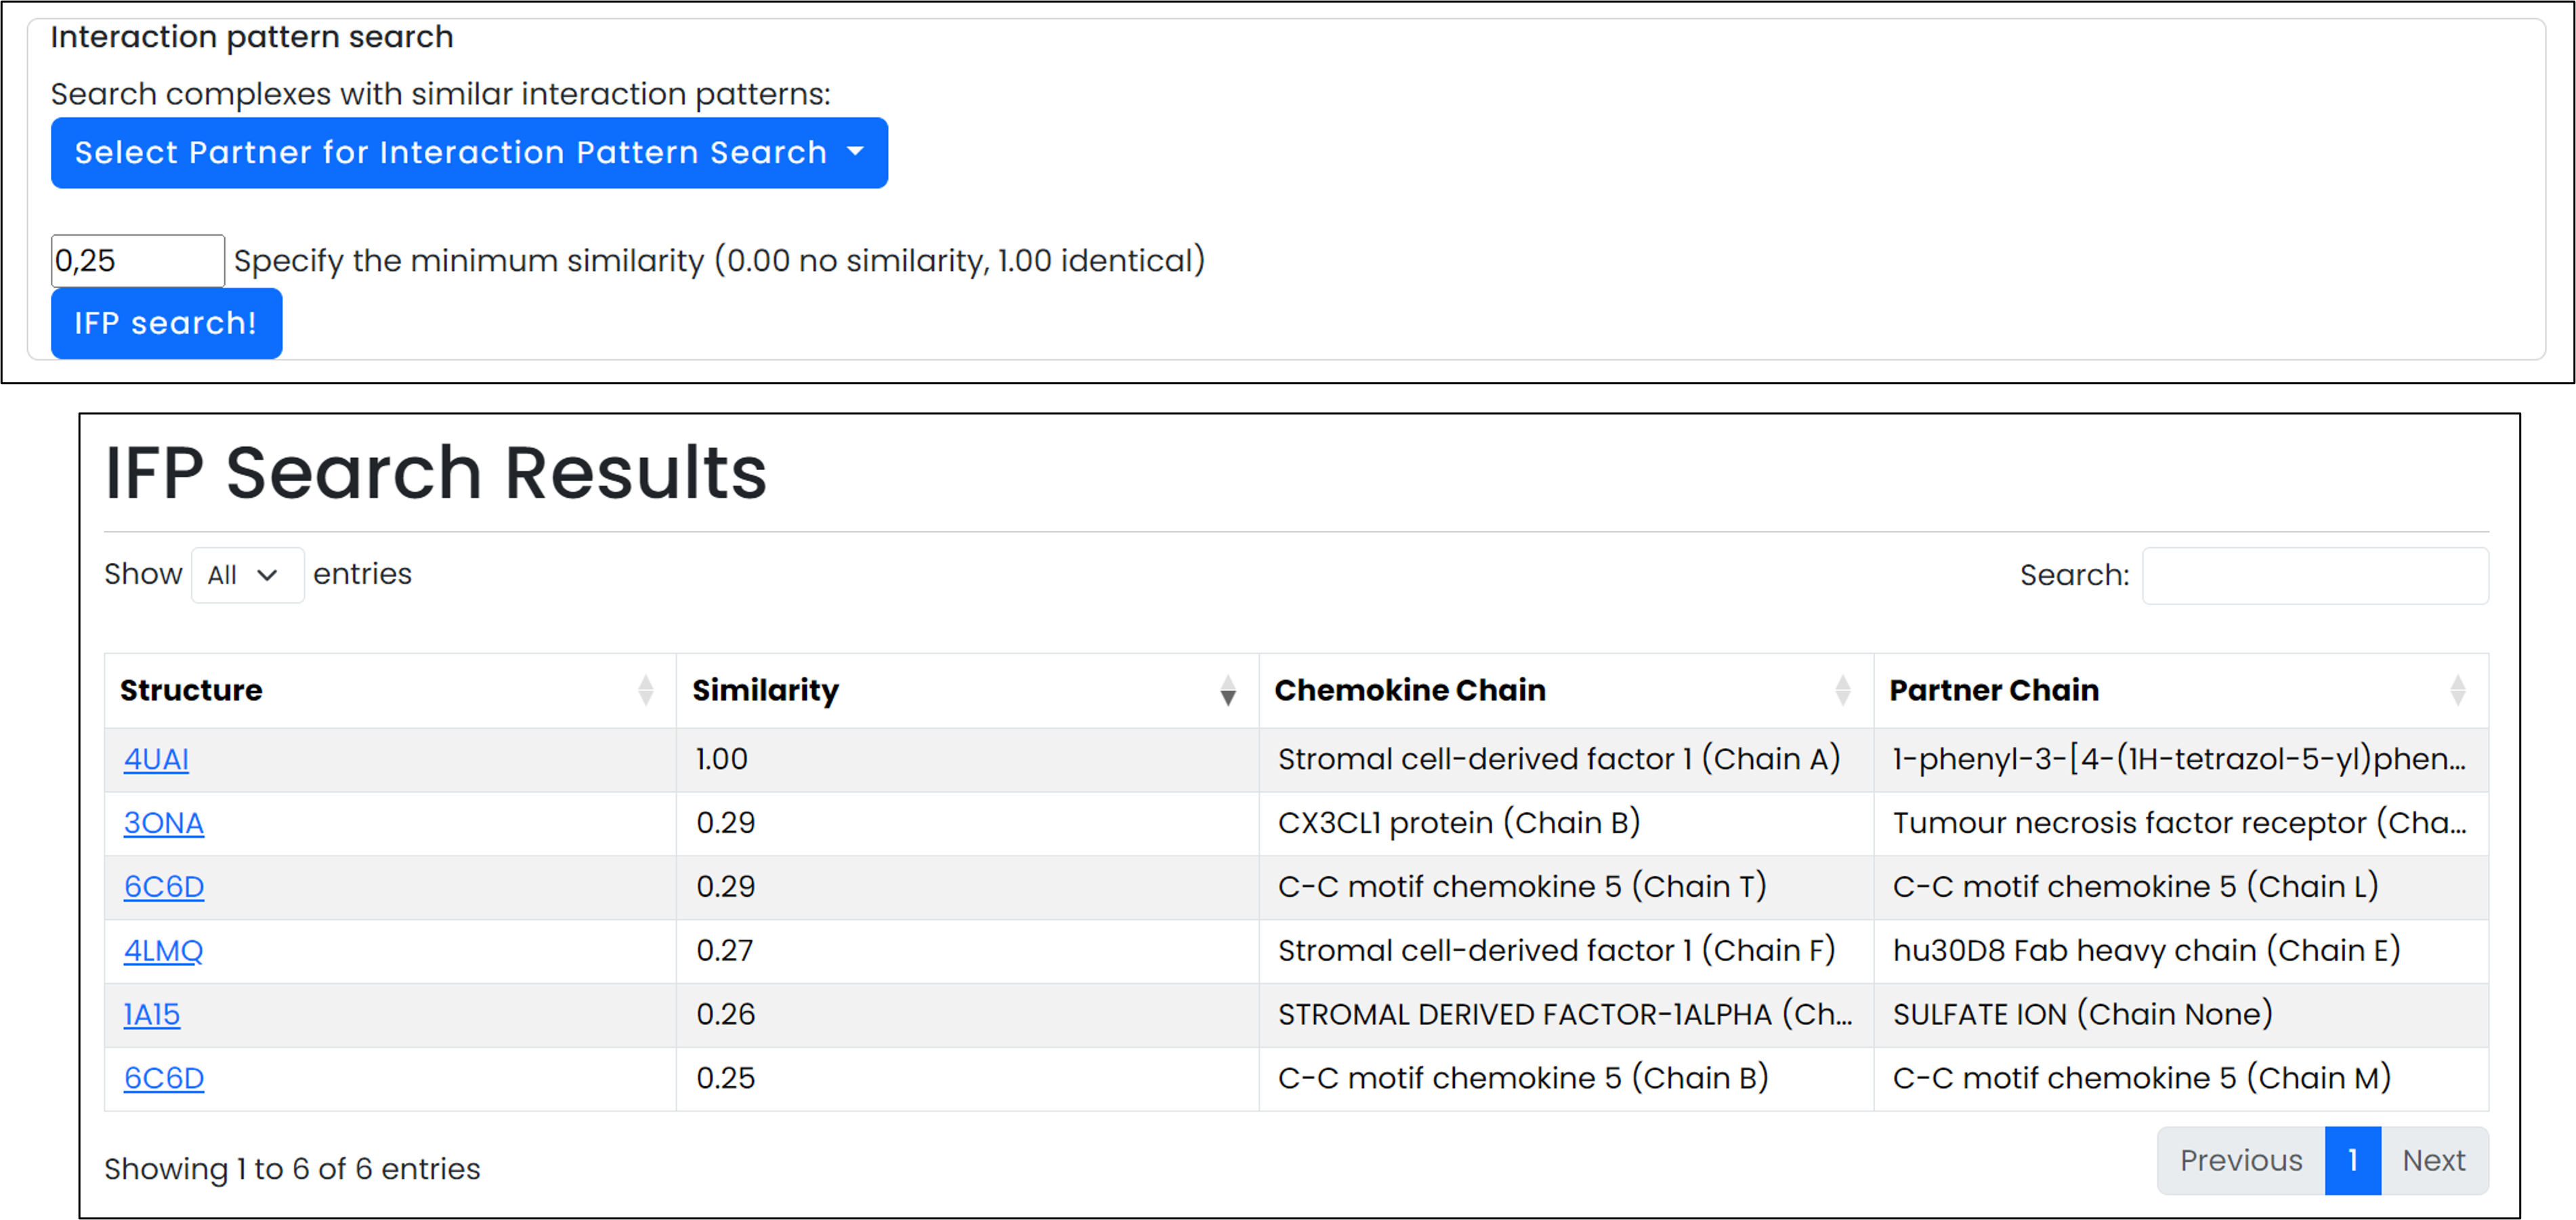 Interaction pattern search
Search complexes with similar interaction patterns:
Select Partner for Interaction Pattern Search
0,25 Specify the minimum similarity (0.00 no similarity, 1.00 identical)
IFP search!
IFP Search Results
Show All entries Search:
Structure Similarity Chemokine Chain Partner Chain
4UAI 1.00 Stromal cell-derived factor 1 (Chain A) 1-phenyl-3-[4-(1H-tetrazol-5-yl)phen...
3ONA 0.29 CX3CL1 protein (Chain B) Tumour necrosis factor receptor (Cha...
6C6D 0.29 C-C motif chemokine 5 (Chain T) C-C motif chemokine 5 (Chain L)
4LMQ 0.27 Stromal cell-derived factor 1 (Chain F) hu30D8 Fab heavy chain (Chain E)
1A15 0.26 STROMAL DERIVED FACTOR-1ALPHA (Ch... SULFATE ION (Chain None)
6C6D 0.25 C-C motif chemokine 5 (Chain B) C-C motif chemokine 5 (Chain M)
Showing 1 to 6 of 6 entries Previous 1 Next